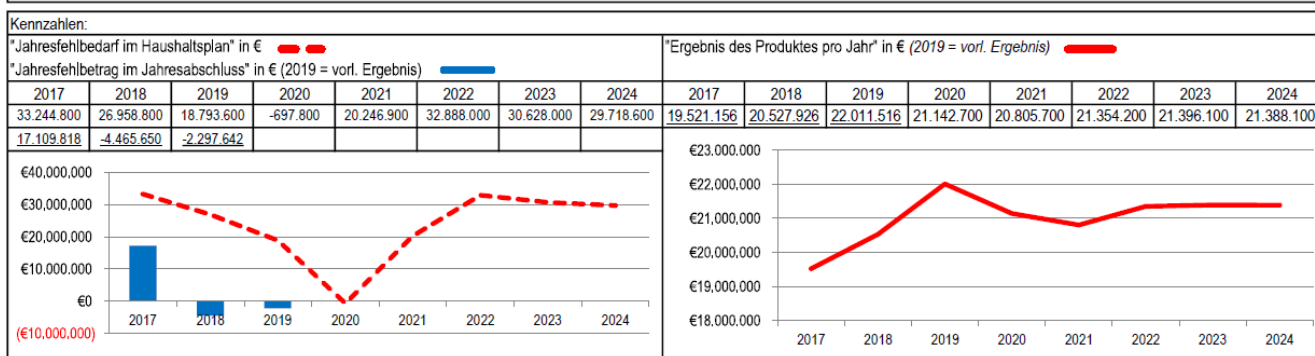 Kennzahlen:
"Jahresfehlbedarf im Haushaltsplan" in €
"Jahresfehlbetrag im Jahresabschluss" in € (2019 = vorl. Ergebnis)
2017 2018 2019 2020 2021 2022 2023 2024
33.244.800 26.958.800 18.793.600 -697.800 20.246.900 32.888.000 30.628.000 29.718.600
17.109.818 -4.465.650 -2.297.642
€40,000,000
€30,000,000
€20,000,000
€10,000,000
€0
(€10,000,000)
2017 2018 2019 2020 2021 2022 2023 2024
"Ergebnis des Produktes pro Jahr" in € (2019 = vorl. Ergebnis)
2017 2018 2019 2020 2021 2022 2023 2024
19.521.156 20.527.926 22.011.516 21.142.700 20.805.700 21.354.200 21.396.100 21.388.100
€23,000,000
€22,000,000
€21,000,000
€20,000,000
€19,000,000
€18,000,000
2017 2018 2019 2020 2021 2022 2023 2024